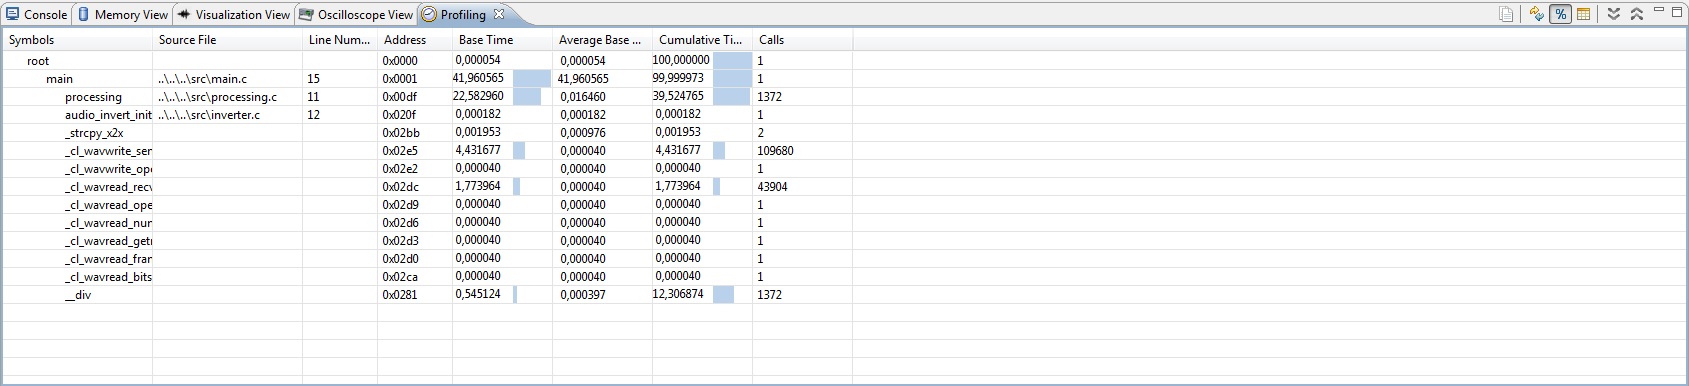 Console Memory View Visualization View Oscilloscope View Profiling
%
Symbols Source File Line Num... Address Base Time Average Base ... Cumulative Ti... Calls
root 0x0000 0,000054 0,000054 100,000000 1
main ..\..\..\src\main.c 15 0x0001 41,960565 41,960565 99,999973 1
processing ..\..\..\src\processing.c 11 0x00df 22,582960 0,016460 39,524765 1372
audio_invert_init ..\..\..\src\inverter.c 12 0x020f 0,000182 0,000182 0,000182 1
_strcpy_x2x 0x02bb 0,001953 0,000976 0,001953 2
_cl_wavwrite_sen 0x02e5 4,431677 0,000040 4,431677 109680
_cl_wavwrite_ope 0x02e2 0,000040 0,000040 0,000040 1
_cl_wavread_recv 0x02dc 1,773964 0,000040 1,773964 43904
_cl_wavread_ope 0x02d9 0,000040 0,000040 0,000040 1
_cl_wavread_nur 0x02d6 0,000040 0,000040 0,000040 1
_cl_wavread_getr 0x02d3 0,000040 0,000040 0,000040 1
_cl_wavread_fran 0x02d0 0,000040 0,000040 0,000040 1
_cl_wavread_bits 0x02ca 0,000040 0,000040 0,000040 1
__div 0x0281 0,545124 0,000397 12,306874 1372